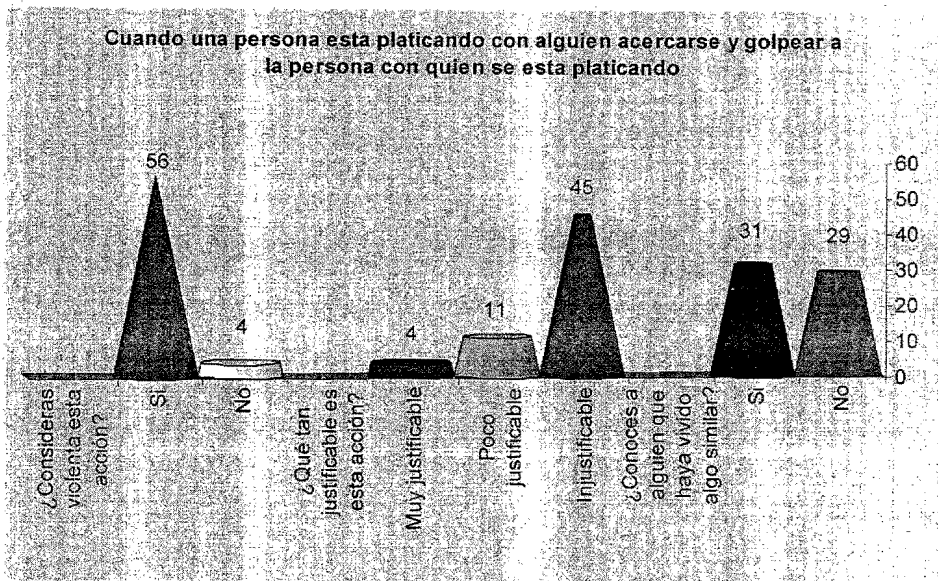 Cuando una persona esta platicando con alguien acercarse y golpear a
la persona con quien se esta platicando
56
4
4
11
45
31
29
60
50
40
30
20
10
0
¿Consideras
violenta esta
acción?
Si
No
¿Qué tan
justificable es
esta acción?
Muy justificable
Poco
justificable
Injustificable
¿Conoces a
alguien que
haya vivido
algo similar?
Si
No